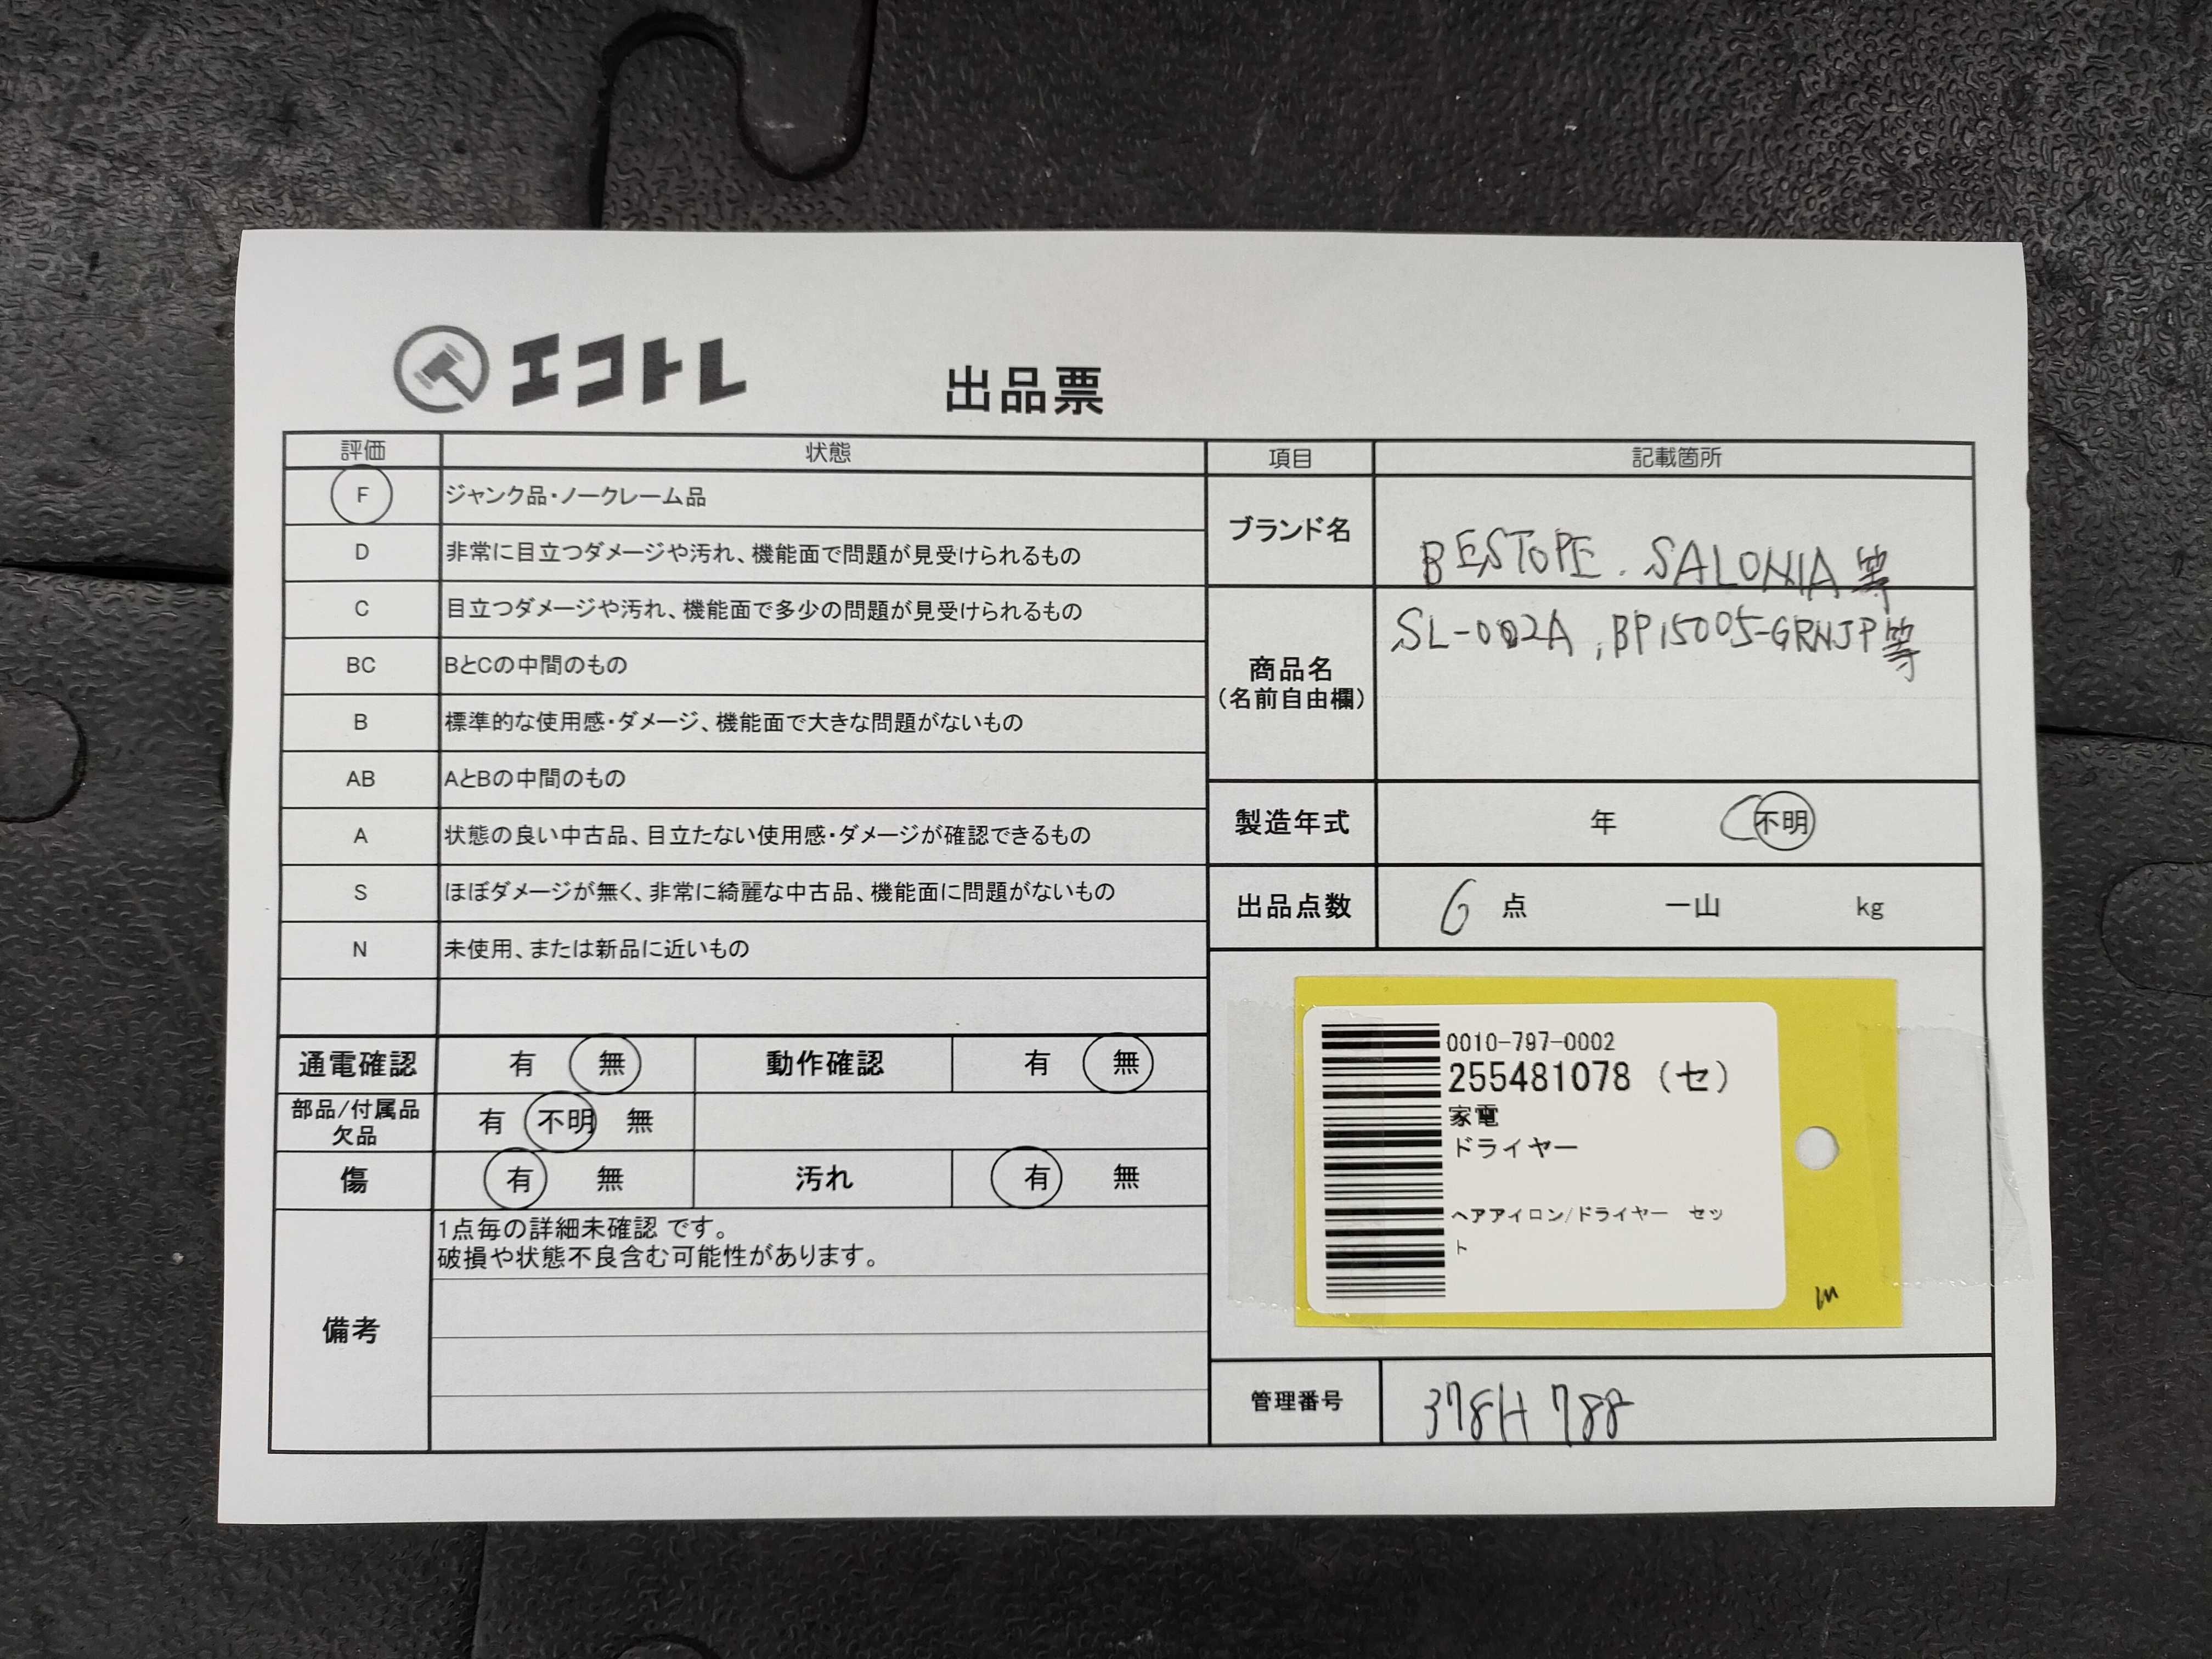 エコトレ
出品票
評価 状態
F ジャンク品・ノークレーム品
D 非常に目立つダメージや汚れ、機能面で問題が見受けられるもの
C 目立つダメージや汚れ、機能面で多少の問題が見受けられるもの
BC BとCの中間のもの
B 標準的な使用感・ダメージ、機能面で大きな問題がないもの
AB AとBの中間のもの
A 状態の良い中古品、目立たない使用感・ダメージが確認できるもの
S ほぼダメージが無く、非常に綺麗な中古品、機能面に問題がないもの
N 未使用、または新品に近いもの
通電確認 有 無 動作確認 有 無
部品/付属品 欠品 有 不明 無
傷 有 無 汚れ 有 無
備考
1点毎の詳細未確認 です。
破損や状態不良含む可能性があります。
項目 記載箇所
ブランド名 BESTOPE. SALONIA 等
商品名 SL-002A, BP15005-GRNJP等
(名前自由欄)
製造年式 年 不明
出品点数 6 点 一山 kg
0010-797-0002
255481078 (セ)
家電
ドライヤー
ヘアアイロン/ドライヤー セッ
ト
管理番号 378H 788